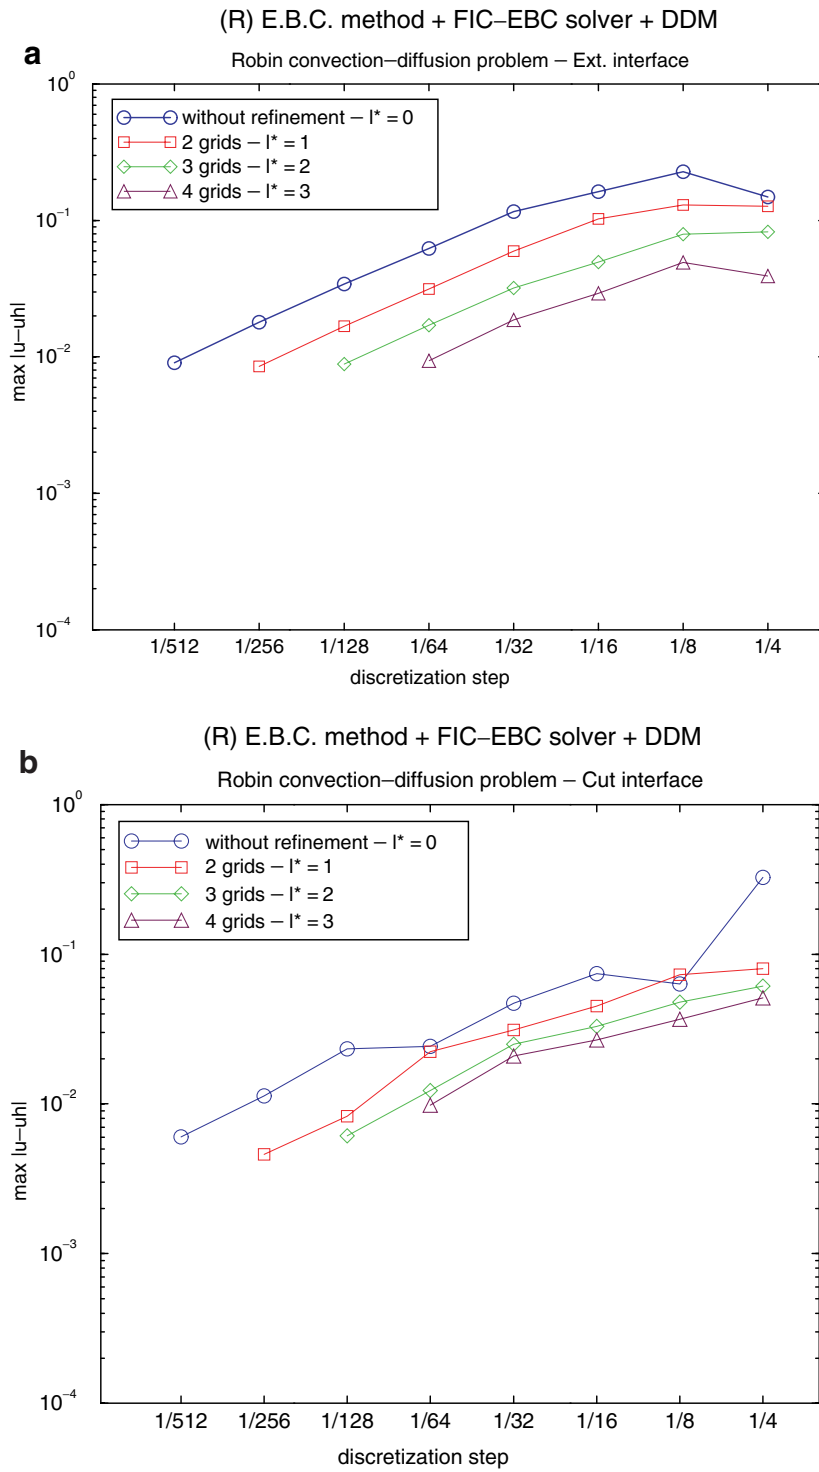 (R) E.B.C. method + FIC–EBC solver + DDM
a
Robin convection–diffusion problem – Ext. interface
10^0
without refinement – l* = 0
2 grids – l* = 1
3 grids – l* = 2
4 grids – l* = 3
10^−1
max |u–uh|
10^−2
10^−3
10^−4
1/512 1/256 1/128 1/64 1/32 1/16 1/8 1/4
discretization step
(R) E.B.C. method + FIC–EBC solver + DDM
b
Robin convection–diffusion problem – Cut interface
10^0
without refinement – l* = 0
2 grids – l* = 1
3 grids – l* = 2
4 grids – l* = 3
10^−1
max |u–uh|
10^−2
10^−3
10^−4
1/512 1/256 1/128 1/64 1/32 1/16 1/8 1/4
discretization step